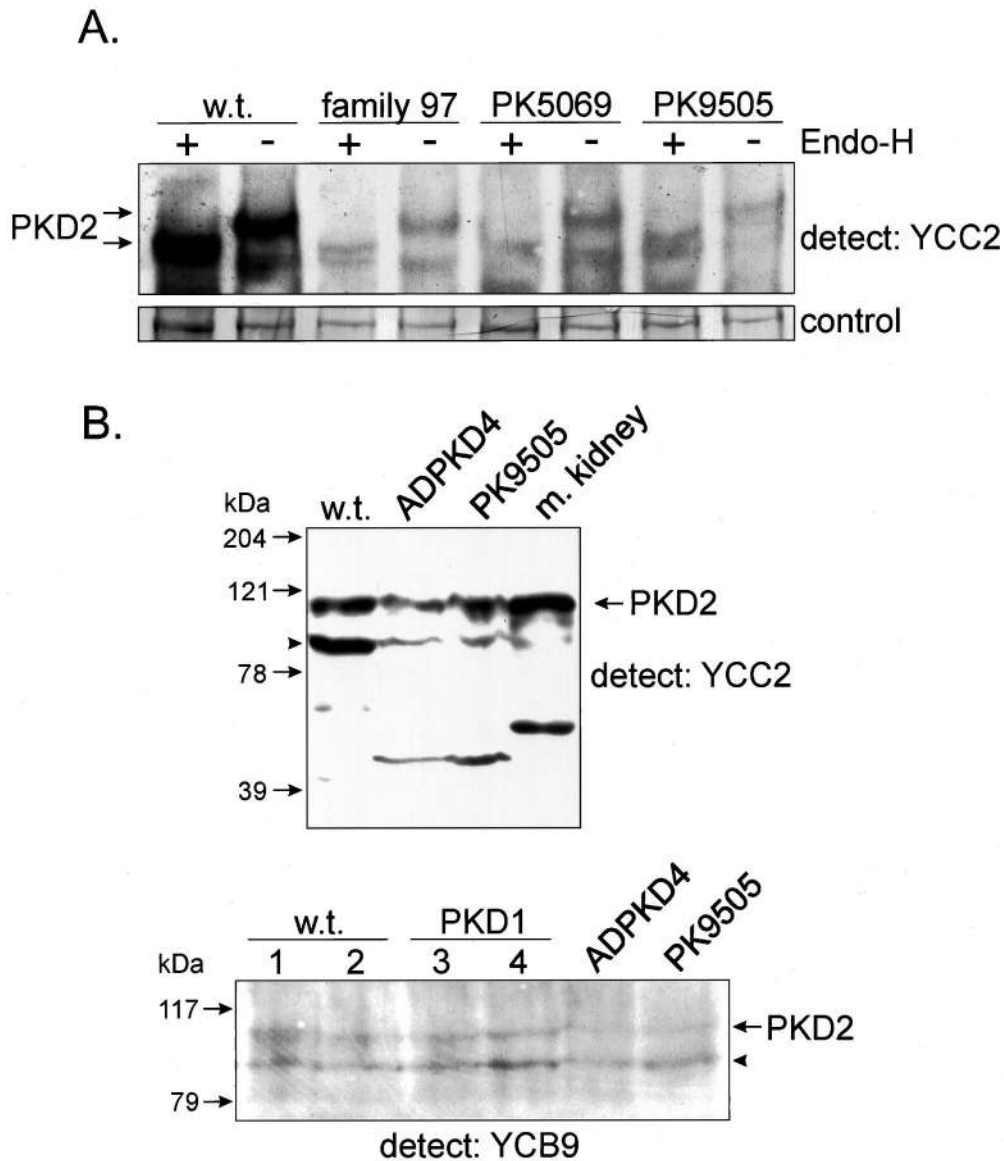 A.
w.t. family 97 PK5069 PK9505
+ - + - + - + - Endo-H
PKD2
detect: YCC2
control
B.
kDa w.t. ADPKD4 PK9505 m. kidney
204
121
PKD2
78
detect: YCC2
39
w.t. PKD1 ADPKD4 PK9505
kDa 1 2 3 4
117
PKD2
79
detect: YCB9